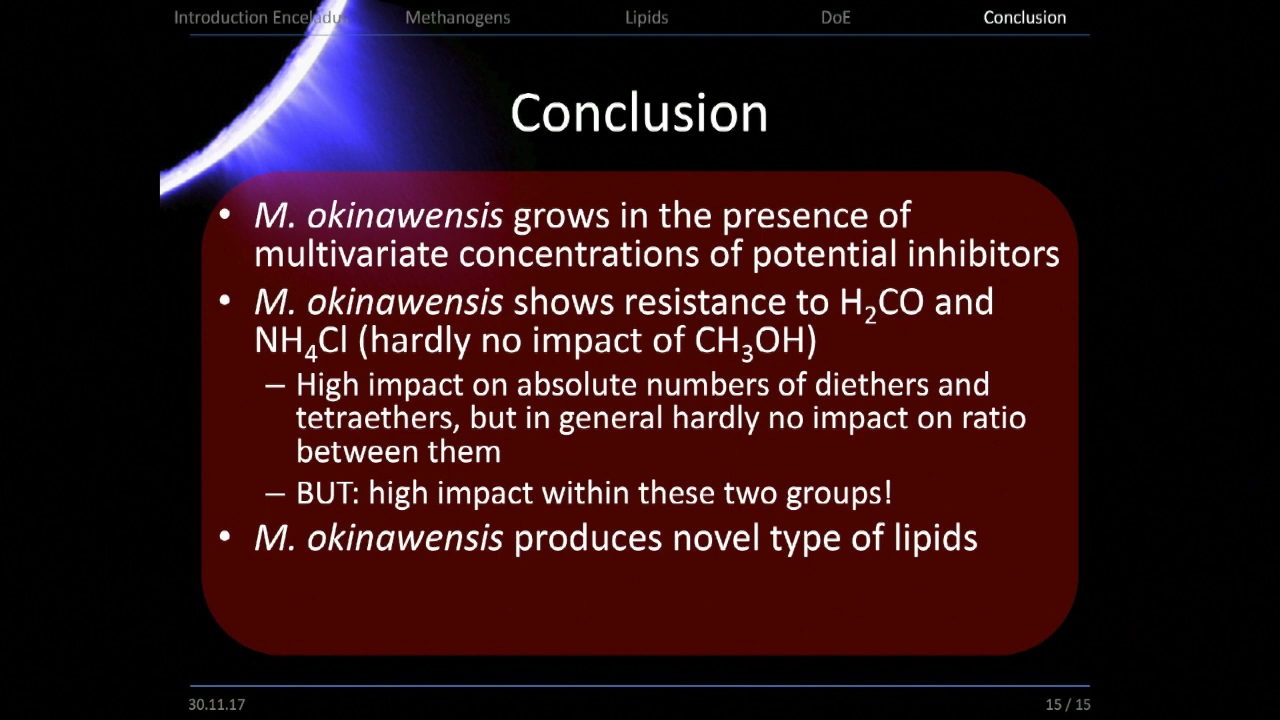 Introduction Enceladus Methanogens Lipids DoE Conclusion
Conclusion
• M. okinawensis grows in the presence of
multivariate concentrations of potential inhibitors
• M. okinawensis shows resistance to H₂CO and
NH₄Cl (hardly no impact of CH₃OH)
– High impact on absolute numbers of diethers and
tetraethers, but in general hardly no impact on ratio
between them
– BUT: high impact within these two groups!
• M. okinawensis produces novel type of lipids
30.11.17 15 / 15